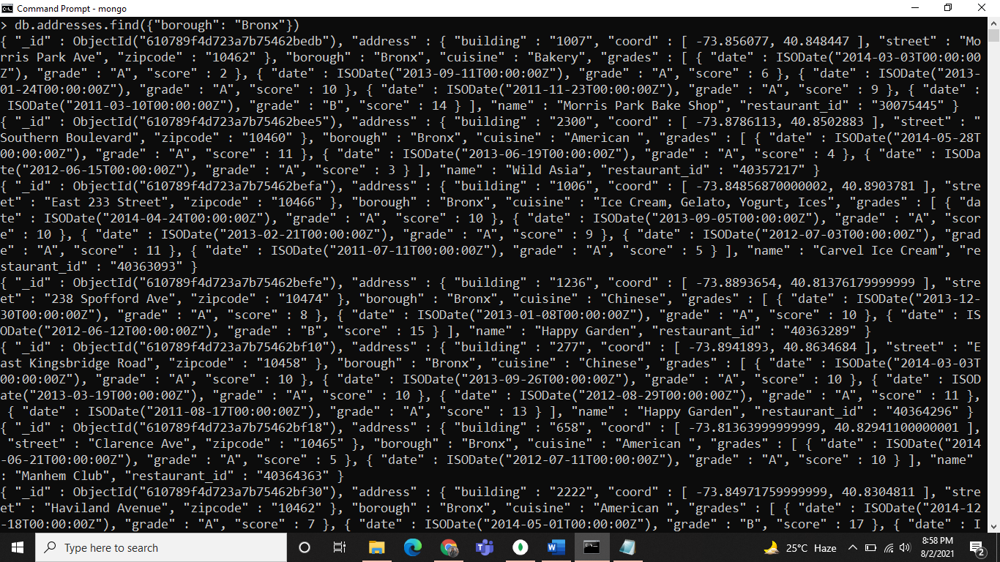 Command Prompt - mongo
> db.addresses.find({"borough": "Bronx"})
{ "_id" : ObjectId("610789f4d723a7b75462bedb"), "address" : { "building" : "1007", "coord" : [ -73.856077, 40.848447 ], "street" : "Mo
rris Park Ave", "zipcode" : "10462" }, "borough" : "Bronx", "cuisine" : "Bakery", "grades" : [ { "date" : ISODate("2014-03-03T00:00:00
Z"), "grade" : "A", "score" : 2 }, { "date" : ISODate("2013-09-11T00:00:00Z"), "grade" : "A", "score" : 6 }, { "date" : ISODate("2013-
01-24T00:00:00Z"), "grade" : "A", "score" : 10 }, { "date" : ISODate("2011-11-23T00:00:00Z"), "grade" : "A", "score" : 9 }, { "date" :
 ISODate("2011-03-10T00:00:00Z"), "grade" : "B", "score" : 14 } ], "name" : "Morris Park Bake Shop", "restaurant_id" : "30075445" }
{ "_id" : ObjectId("610789f4d723a7b75462bee5"), "address" : { "building" : "2300", "coord" : [ -73.8786113, 40.8502883 ], "street" : "
Southern Boulevard", "zipcode" : "10460" }, "borough" : "Bronx", "cuisine" : "American ", "grades" : [ { "date" : ISODate("2014-05-28T
00:00:00Z"), "grade" : "A", "score" : 11 }, { "date" : ISODate("2013-06-19T00:00:00Z"), "grade" : "A", "score" : 4 }, { "date" : ISODa
te("2012-06-15T00:00:00Z"), "grade" : "A", "score" : 3 } ], "name" : "Wild Asia", "restaurant_id" : "40357217" }
{ "_id" : ObjectId("610789f4d723a7b75462befa"), "address" : { "building" : "1006", "coord" : [ -73.84856870000002, 40.8903781 ], "stre
et" : "East 233 Street", "zipcode" : "10466" }, "borough" : "Bronx", "cuisine" : "Ice Cream, Gelato, Yogurt, Ices", "grades" : [ { "da
te" : ISODate("2014-04-24T00:00:00Z"), "grade" : "A", "score" : 10 }, { "date" : ISODate("2013-09-05T00:00:00Z"), "grade" : "A", "scor
e" : 10 }, { "date" : ISODate("2013-02-21T00:00:00Z"), "grade" : "A", "score" : 9 }, { "date" : ISODate("2012-07-03T00:00:00Z"), "grad
e" : "A", "score" : 11 }, { "date" : ISODate("2011-07-11T00:00:00Z"), "grade" : "A", "score" : 5 } ], "name" : "Carvel Ice Cream", "re
staurant_id" : "40363093" }
{ "_id" : ObjectId("610789f4d723a7b75462befe"), "address" : { "building" : "1236", "coord" : [ -73.8893654, 40.81376179999999 ], "stre
et" : "238 Spofford Ave", "zipcode" : "10474" }, "borough" : "Bronx", "cuisine" : "Chinese", "grades" : [ { "date" : ISODate("2013-12-
30T00:00:00Z"), "grade" : "A", "score" : 8 }, { "date" : ISODate("2013-01-08T00:00:00Z"), "grade" : "A", "score" : 10 }, { "date" : IS
ODate("2012-06-12T00:00:00Z"), "grade" : "B", "score" : 15 } ], "name" : "Happy Garden", "restaurant_id" : "40363289" }
{ "_id" : ObjectId("610789f4d723a7b75462bf10"), "address" : { "building" : "277", "coord" : [ -73.8941893, 40.8634684 ], "street" : "E
ast Kingsbridge Road", "zipcode" : "10458" }, "borough" : "Bronx", "cuisine" : "Chinese", "grades" : [ { "date" : ISODate("2014-03-03T
00:00:00Z"), "grade" : "A", "score" : 10 }, { "date" : ISODate("2013-09-26T00:00:00Z"), "grade" : "A", "score" : 10 }, { "date" : ISOD
ate("2013-03-19T00:00:00Z"), "grade" : "A", "score" : 10 }, { "date" : ISODate("2012-08-29T00:00:00Z"), "grade" : "A", "score" : 11 },
 { "date" : ISODate("2011-08-17T00:00:00Z"), "grade" : "A", "score" : 13 } ], "name" : "Happy Garden", "restaurant_id" : "40364296" }
{ "_id" : ObjectId("610789f4d723a7b75462bf18"), "address" : { "building" : "658", "coord" : [ -73.81363999999999, 40.82941100000001 ],
 "street" : "Clarence Ave", "zipcode" : "10465" }, "borough" : "Bronx", "cuisine" : "American ", "grades" : [ { "date" : ISODate("2014
-06-21T00:00:00Z"), "grade" : "A", "score" : 5 }, { "date" : ISODate("2012-07-11T00:00:00Z"), "grade" : "A", "score" : 10 } ], "name"
: "Manhem Club", "restaurant_id" : "40364363" }
{ "_id" : ObjectId("610789f4d723a7b75462bf30"), "address" : { "building" : "2222", "coord" : [ -73.84971759999999, 40.8304811 ], "stre
et" : "Haviland Avenue", "zipcode" : "10462" }, "borough" : "Bronx", "cuisine" : "American ", "grades" : [ { "date" : ISODate("2014-12
-18T00:00:00Z"), "grade" : "A", "score" : 7 }, { "date" : ISODate("2014-05-01T00:00:00Z"), "grade" : "B", "score" : 17 }, { "date" : I
Type here to search
25°C Haze
8:58 PM
8/2/2021
2